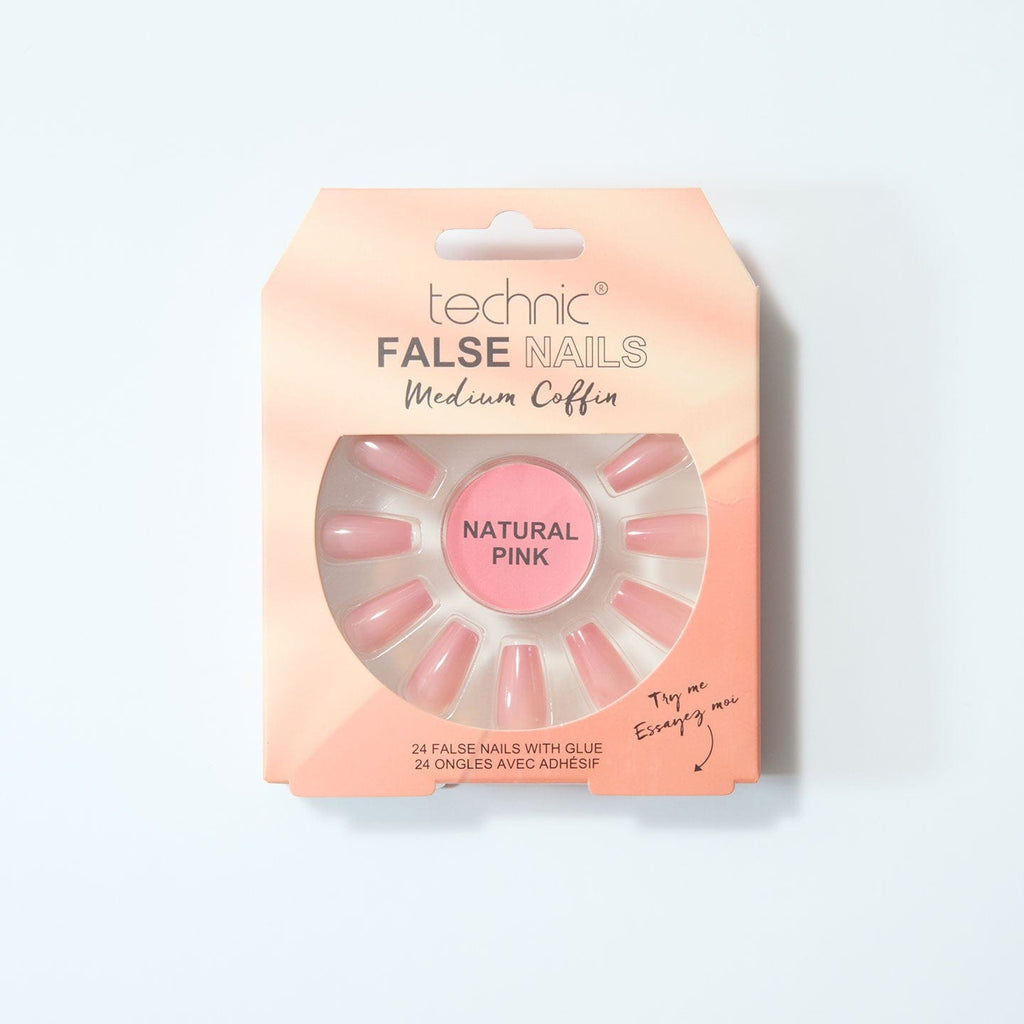 technic®
FALSE NAILS
Medium Coffin
NATURAL
PINK
Try me
Essayez moi
24 FALSE NAILS WITH GLUE
24 ONGLES AVEC ADHÉSIF